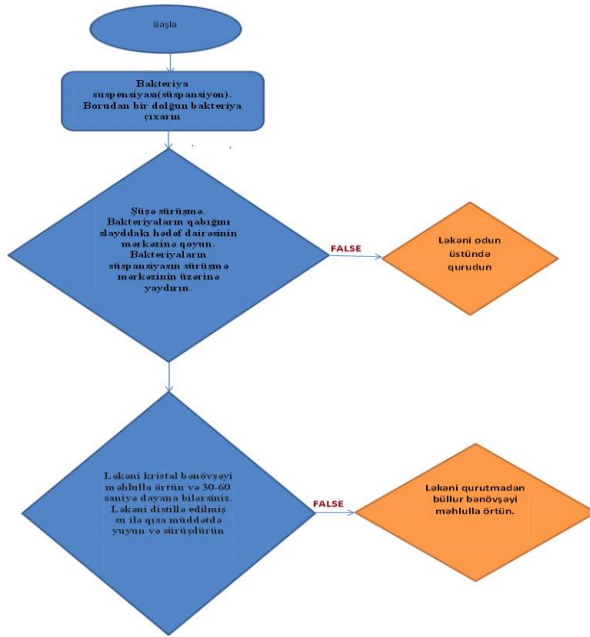 Başla
Bakteriya
suspensiyası(süspansiyon).
Borudan bir dolğun bakteriya
çıxarın
Şüşə sürüşmə.
Bakteriyaların qabığını
slayddakı hədəf dairəsinin
mərkəzinə qoyun.
Bakteriyaların
süspansiyasın sürüşmə
mərkəzinin üzərinə
yaydırın.
FALSE
Ləkəni odun
üstündə
qurudun
Ləkəni kristal bənövşəyi
məhlulla örtün və 30-60
saniyə dayana bilərsiniz.
Ləkəni distillə edilmiş
su ilə qısa müddətdə
yuyun və sürüşdürün
FALSE
Ləkəni qurutmadan
büllur bənövşəyi
məhlulla örtün.